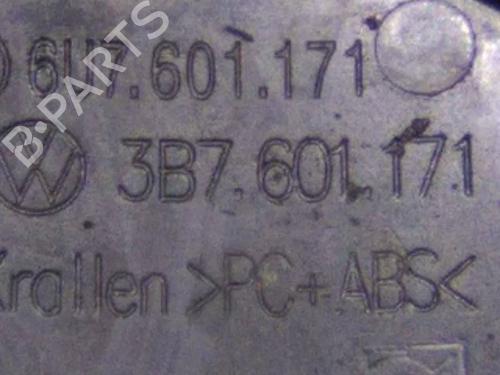 6U7.601.171
B-PARTS
3B7.601.171
Krallen >PC+ABS<